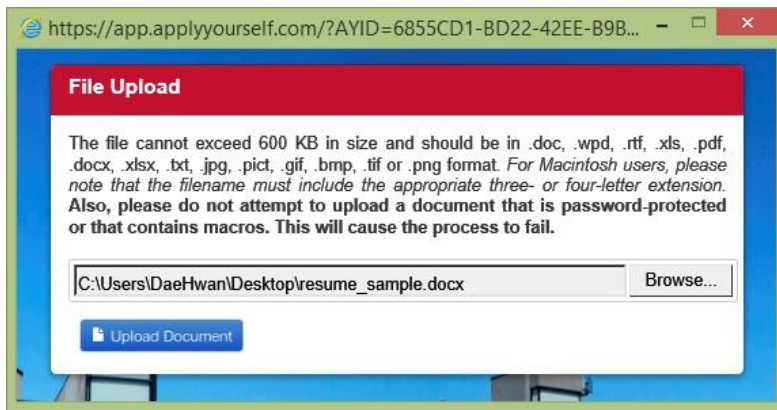 https://app.applyyourself.com/?AYID=6855CD1-BD22-42EE-B9B...
File Upload
The file cannot exceed 600 KB in size and should be in .doc, .wpd, .rtf, .xls, .pdf,
.docx, .xlsx, .txt, .jpg, .pict, .gif, .bmp, .tif or .png format. For Macintosh users, please
note that the filename must include the appropriate three- or four-letter extension.
Also, please do not attempt to upload a document that is password-protected
or that contains macros. This will cause the process to fail.
C:\Users\DaeHwan\Desktop\resume_sample.docx Browse...
Upload Document